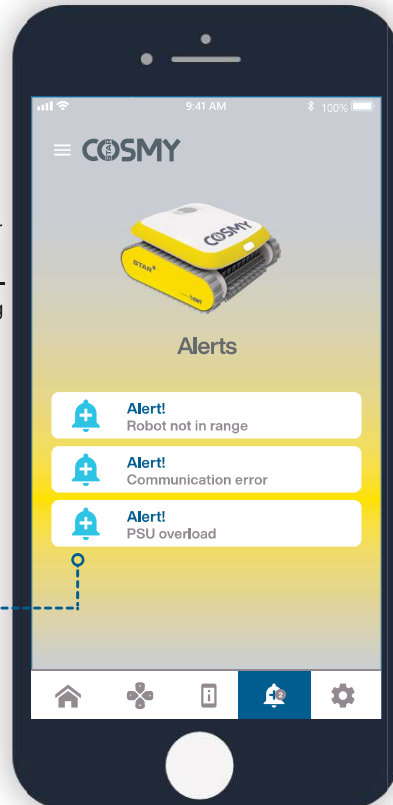 9:41 AM
100%
COSMY
STAR
COSMY
STAR
Alerts
Alert!
Robot not in range
Alert!
Communication error
Alert!
PSU overload
2